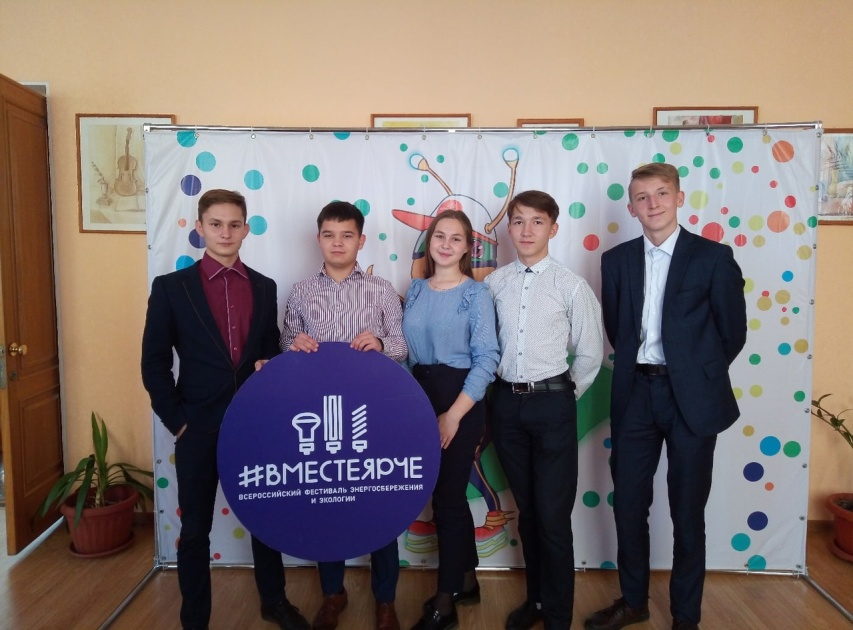 #ВМЕСТЕЯРЧЕ
ВСЕРОССИЙСКИЙ ФЕСТИВАЛЬ ЭНЕРГОСБЕРЕЖЕНИЯ
И ЭКОЛОГИИ